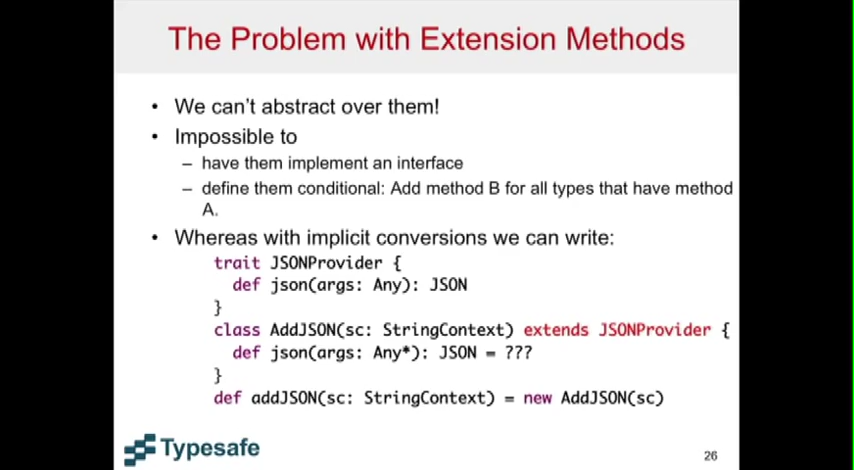 The Problem with Extension Methods
• We can't abstract over them!
• Impossible to
– have them implement an interface
– define them conditional: Add method B for all types that have method
A.
• Whereas with implicit conversions we can write:
trait JSONProvider {
def json(args: Any): JSON
}
class AddJSON(sc: StringContext) extends JSONProvider {
def json(args: Any*): JSON = ???
}
def addJSON(sc: StringContext) = new AddJSON(sc)
Typesafe
26